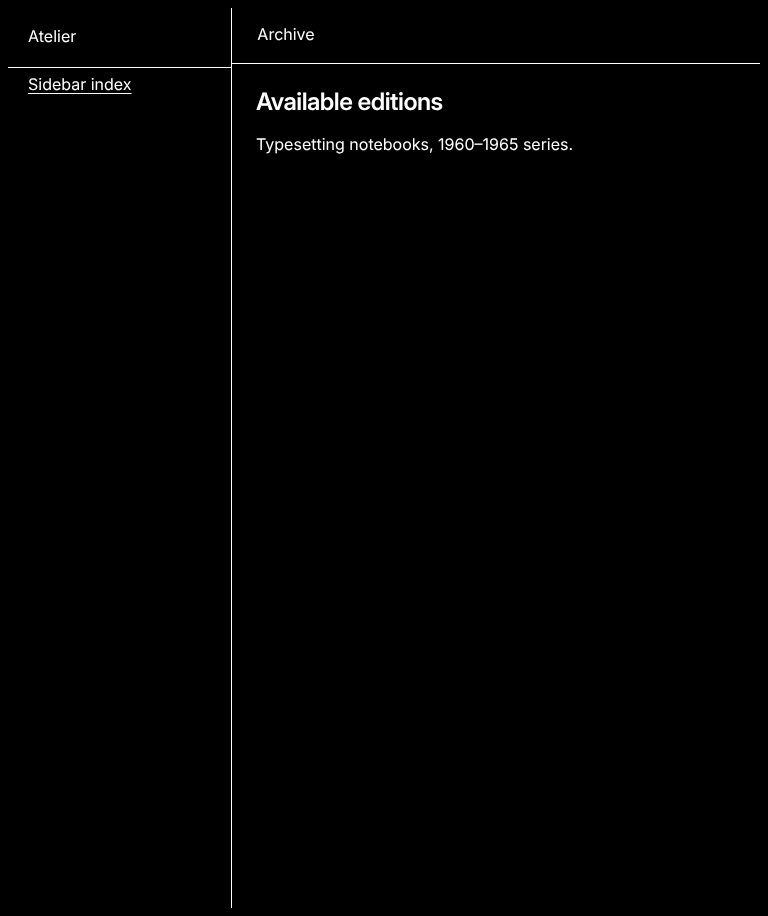 Atelier
Sidebar index
Archive
Available editions
Typesetting notebooks, 1960–1965 series.